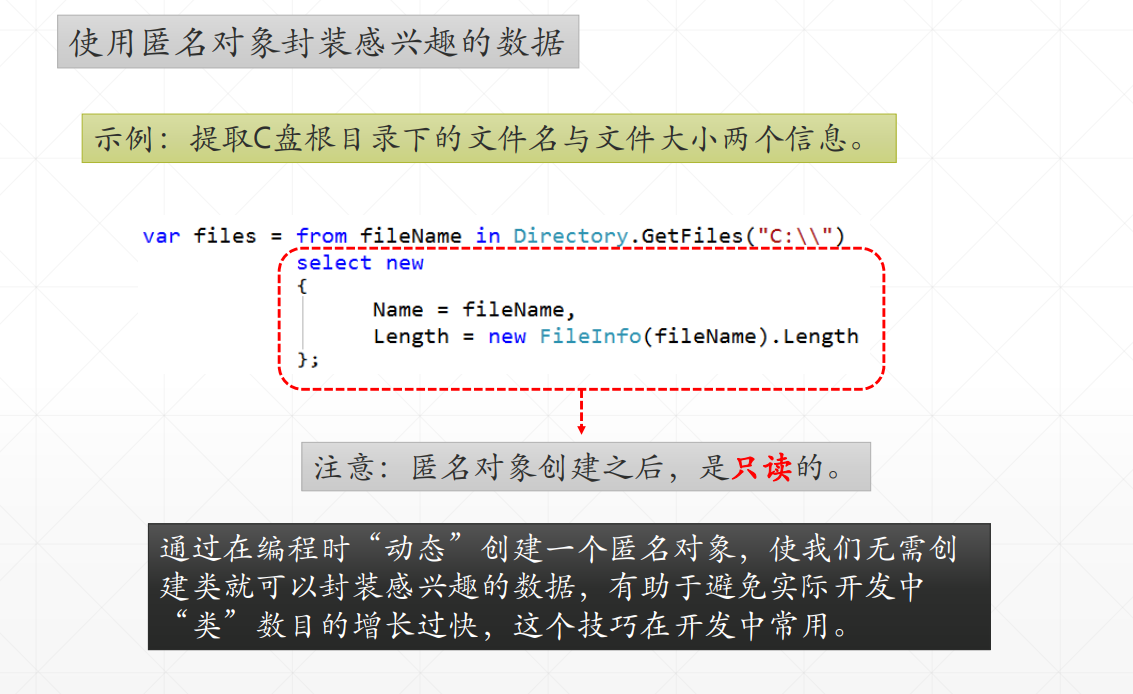 使用匿名对象封装感兴趣的数据
示例：提取C盘根目录下的文件名与文件大小两个信息。
var files = from fileName in Directory.GetFiles("C:\\")
select new
{
Name = fileName,
Length = new FileInfo(fileName).Length
};
注意：匿名对象创建之后，是只读的。
通过在编程时“动态”创建一个匿名对象，使我们无需创
建类就可以封装感兴趣的数据，有助于避免实际开发中
“类”数目的增长过快，这个技巧在开发中常用。